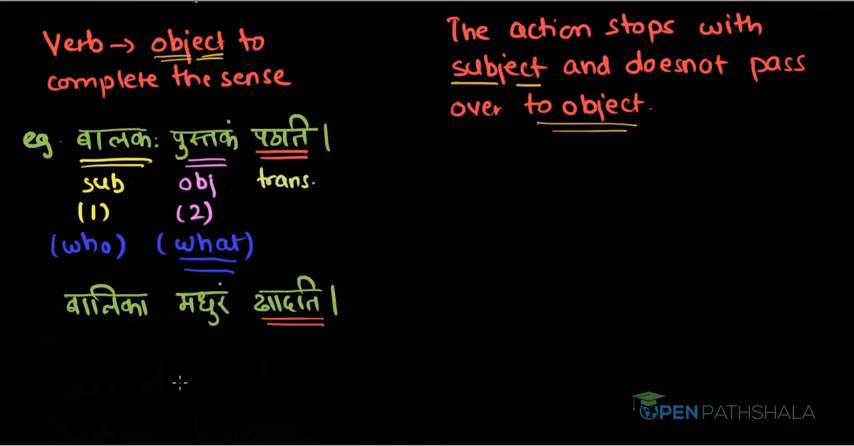 Verb → object to
complete the sense
eg. बालकः पुस्तकं पठति।
sub obj trans.
(1) (2)
(who) (what)
बालिका मधुरं खादति।
The action stops with
subject and doesnot pass
over to object.
OPEN PATHSHALA